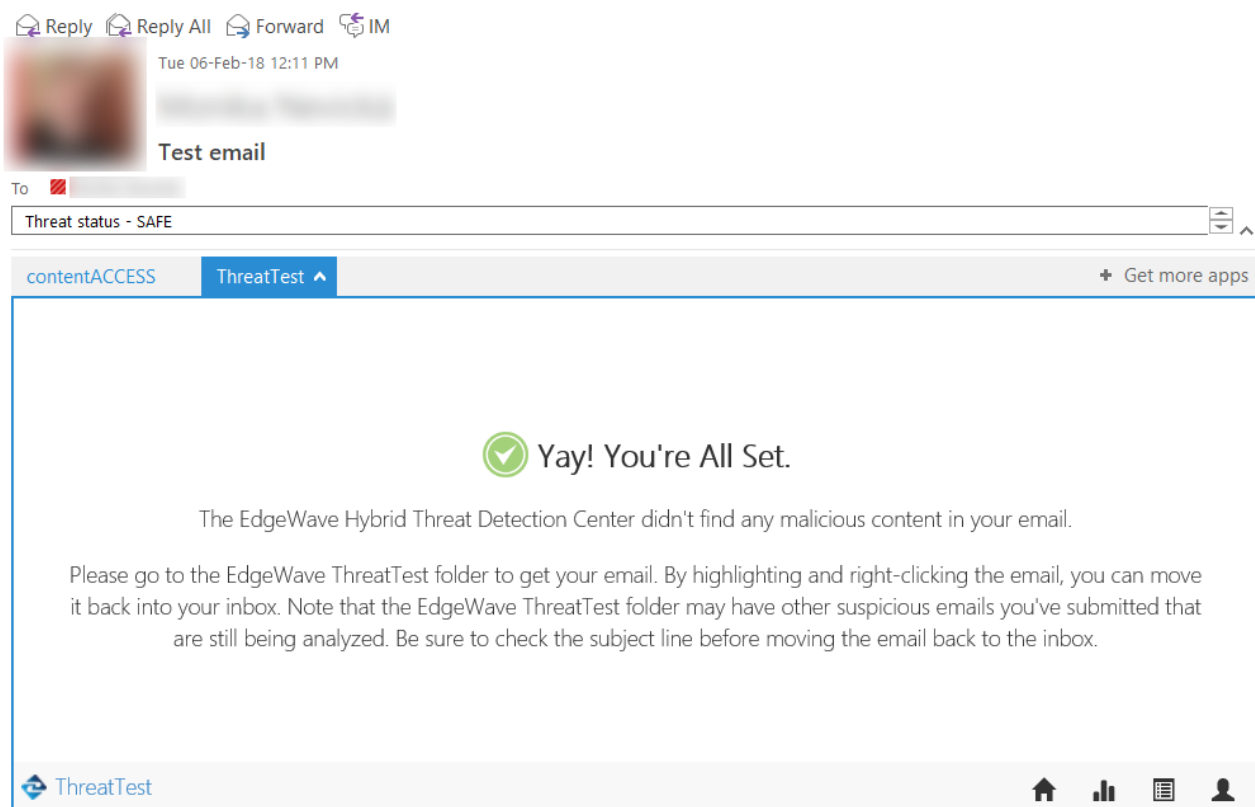 Reply Reply All Forward IM
Tue 06-Feb-18 12:11 PM
Test email
To
Threat status - SAFE
contentACCESS ThreatTest + Get more apps
Yay! You're All Set.
The EdgeWave Hybrid Threat Detection Center didn't find any malicious content in your email.
Please go to the EdgeWave ThreatTest folder to get your email. By highlighting and right-clicking the email, you can move
it back into your inbox. Note that the EdgeWave ThreatTest folder may have other suspicious emails you've submitted that
are still being analyzed. Be sure to check the subject line before moving the email back to the inbox.
ThreatTest